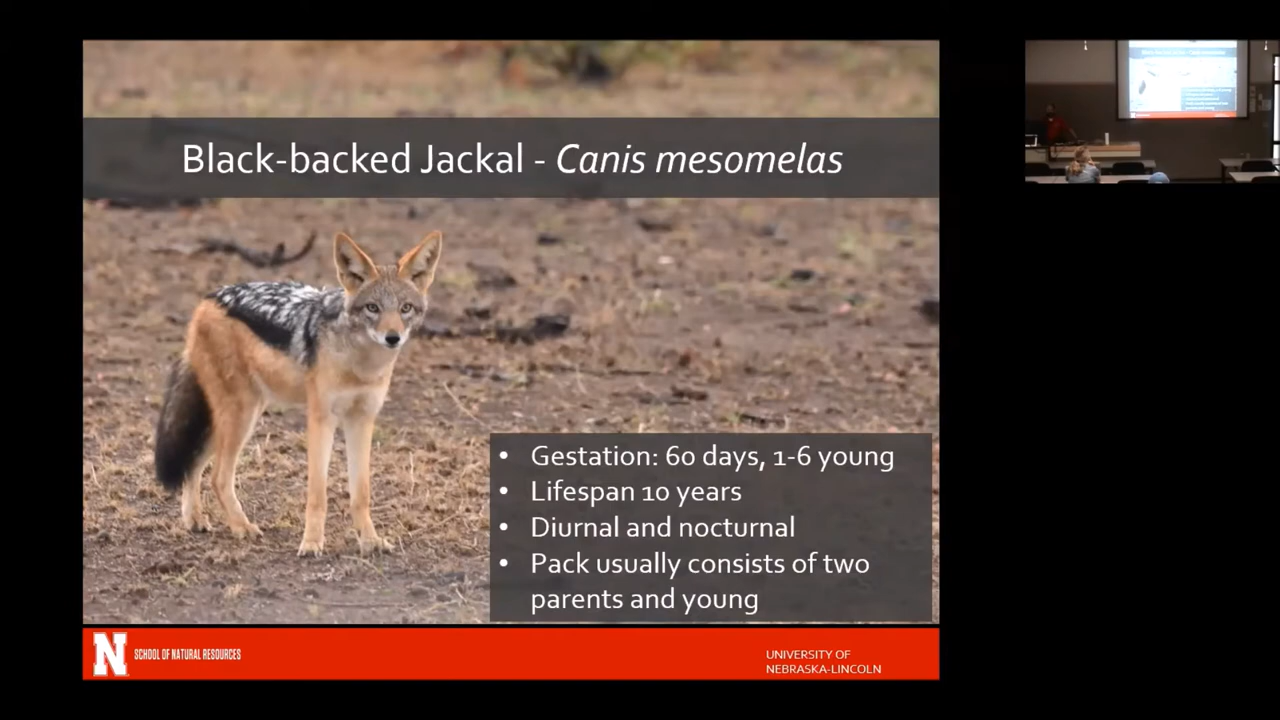 Black-backed Jackal - Canis mesomelas
• Gestation: 60 days, 1-6 young
• Lifespan 10 years
• Diurnal and nocturnal
• Pack usually consists of two
parents and young
N SCHOOL OF NATURAL RESOURCES
UNIVERSITY OF
NEBRASKA-LINCOLN